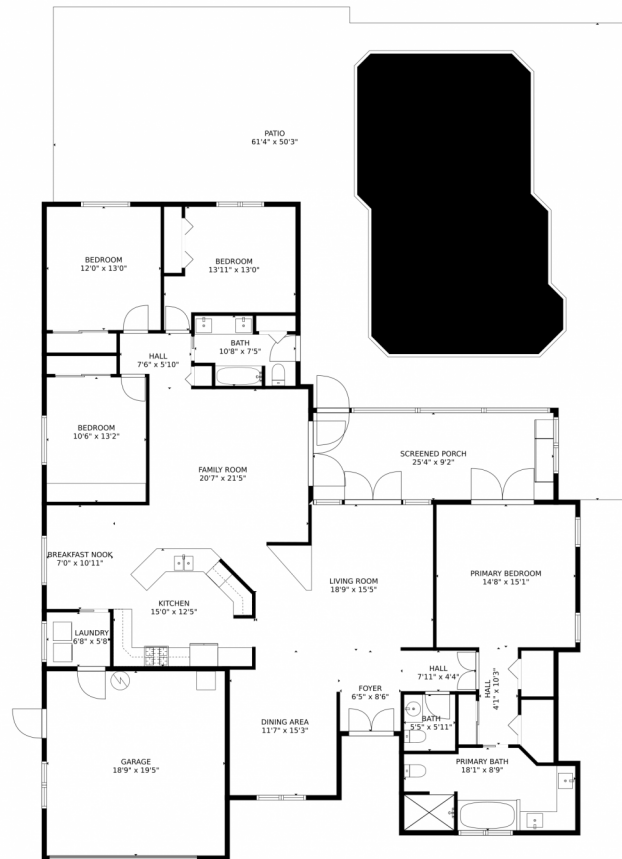 PATIO
61'4" x 50'3"
BEDROOM
12'0" x 13'0"
BEDROOM
13'11" x 13'0"
HALL
7'6" x 5'10"
BATH
10'8" x 7'5"
BEDROOM
10'6" x 13'2"
FAMILY ROOM
20'7" x 21'5"
SCREENED PORCH
25'4" x 9'2"
BREAKFAST NOOK
7'0" x 10'11"
KITCHEN
15'0" x 12'5"
LIVING ROOM
18'9" x 15'5"
PRIMARY BEDROOM
14'8" x 15'1"
LAUNDRY
6'8" x 5'8"
HALL
7'11" x 4'4"
HALL
4'1" x 10'3"
FOYER
6'5" x 8'6"
BATH
5'5" x 5'11"
DINING AREA
11'7" x 15'3"
GARAGE
18'9" x 19'5"
PRIMARY BATH
18'1" x 8'9"